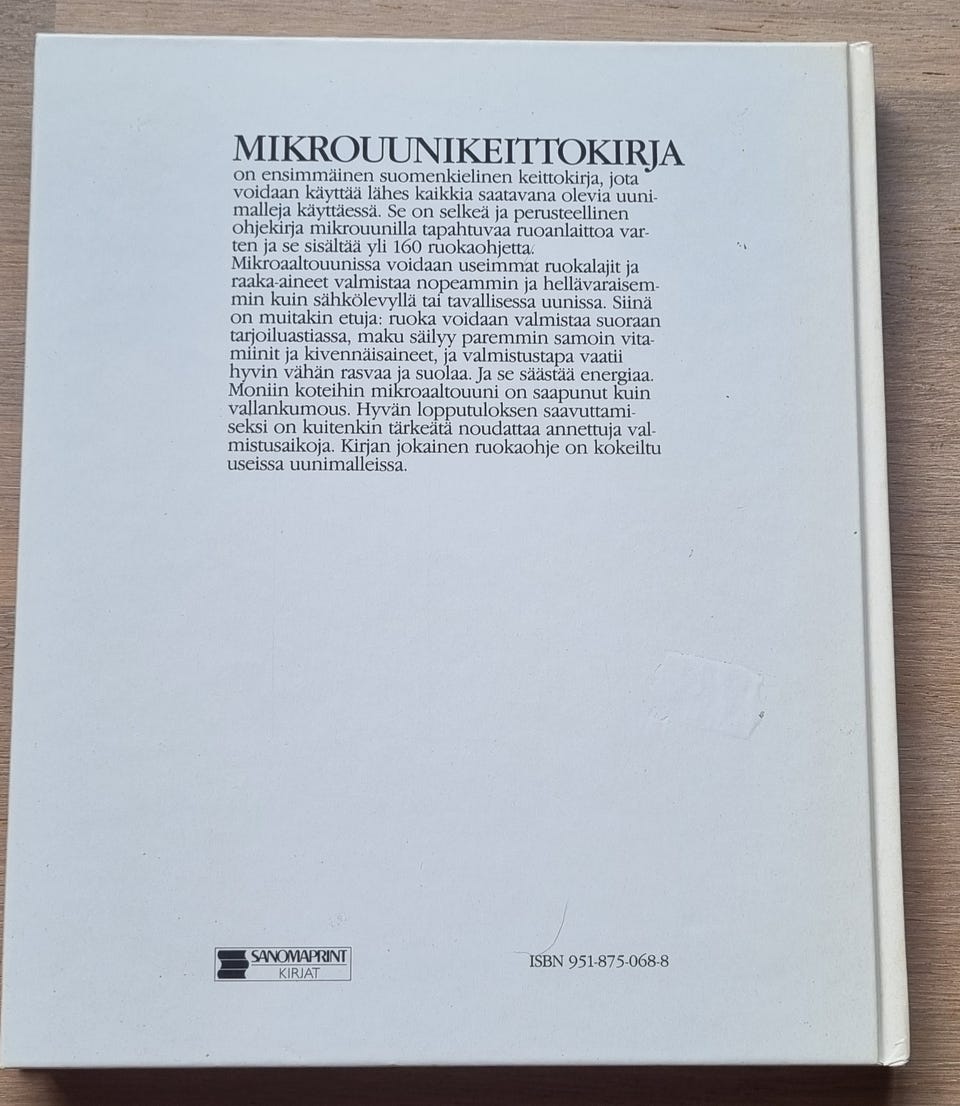 MIKROUUNIKEITTOKIRJA
on ensimmäinen suomenkielinen keittokirja, jota
voidaan käyttää lähes kaikkia saatavana olevia uuni-
malleja käyttäessä. Se on selkeä ja perusteellinen
ohjekirja mikrouunilla tapahtuvaa ruoanlaittoa var-
ten ja se sisältää yli 160 ruokaohjetta.
Mikroaaltouunissa voidaan useimmat ruokalajit ja
raaka-aineet valmistaa nopeammin ja hellävaraisem-
min kuin sähkölevyllä tai tavallisessa uunissa. Siinä
on muitakin etuja: ruoka voidaan valmistaa suoraan
tarjoiluastiassa, maku säilyy paremmin samoin vita-
miinit ja kivennäisaineet, ja valmistustapa vaatii
hyvin vähän rasvaa ja suolaa. Ja se säästää energiaa.
Moniin koteihin mikroaaltouuni on saapunut kuin
vallankumous. Hyvän lopputuloksen saavuttami-
seksi on kuitenkin tärkeätä noudattaa annettuja val-
mistusaikoja. Kirjan jokainen ruokaohje on kokeiltu
useissa uunimalleissa.
SANOMAPRINT
KIRJAT
ISBN 951-875-068-8